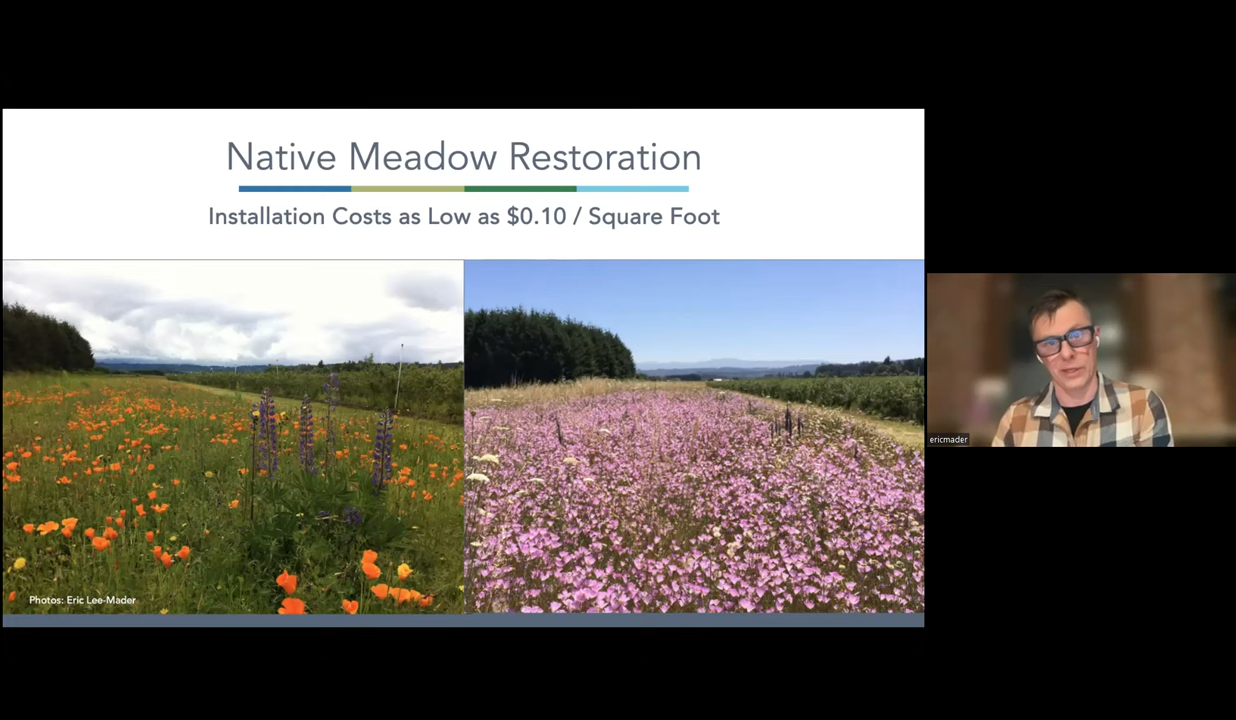 Native Meadow Restoration
Installation Costs as Low as $0.10 / Square Foot
Photos: Eric Lee-Mader
ericmader